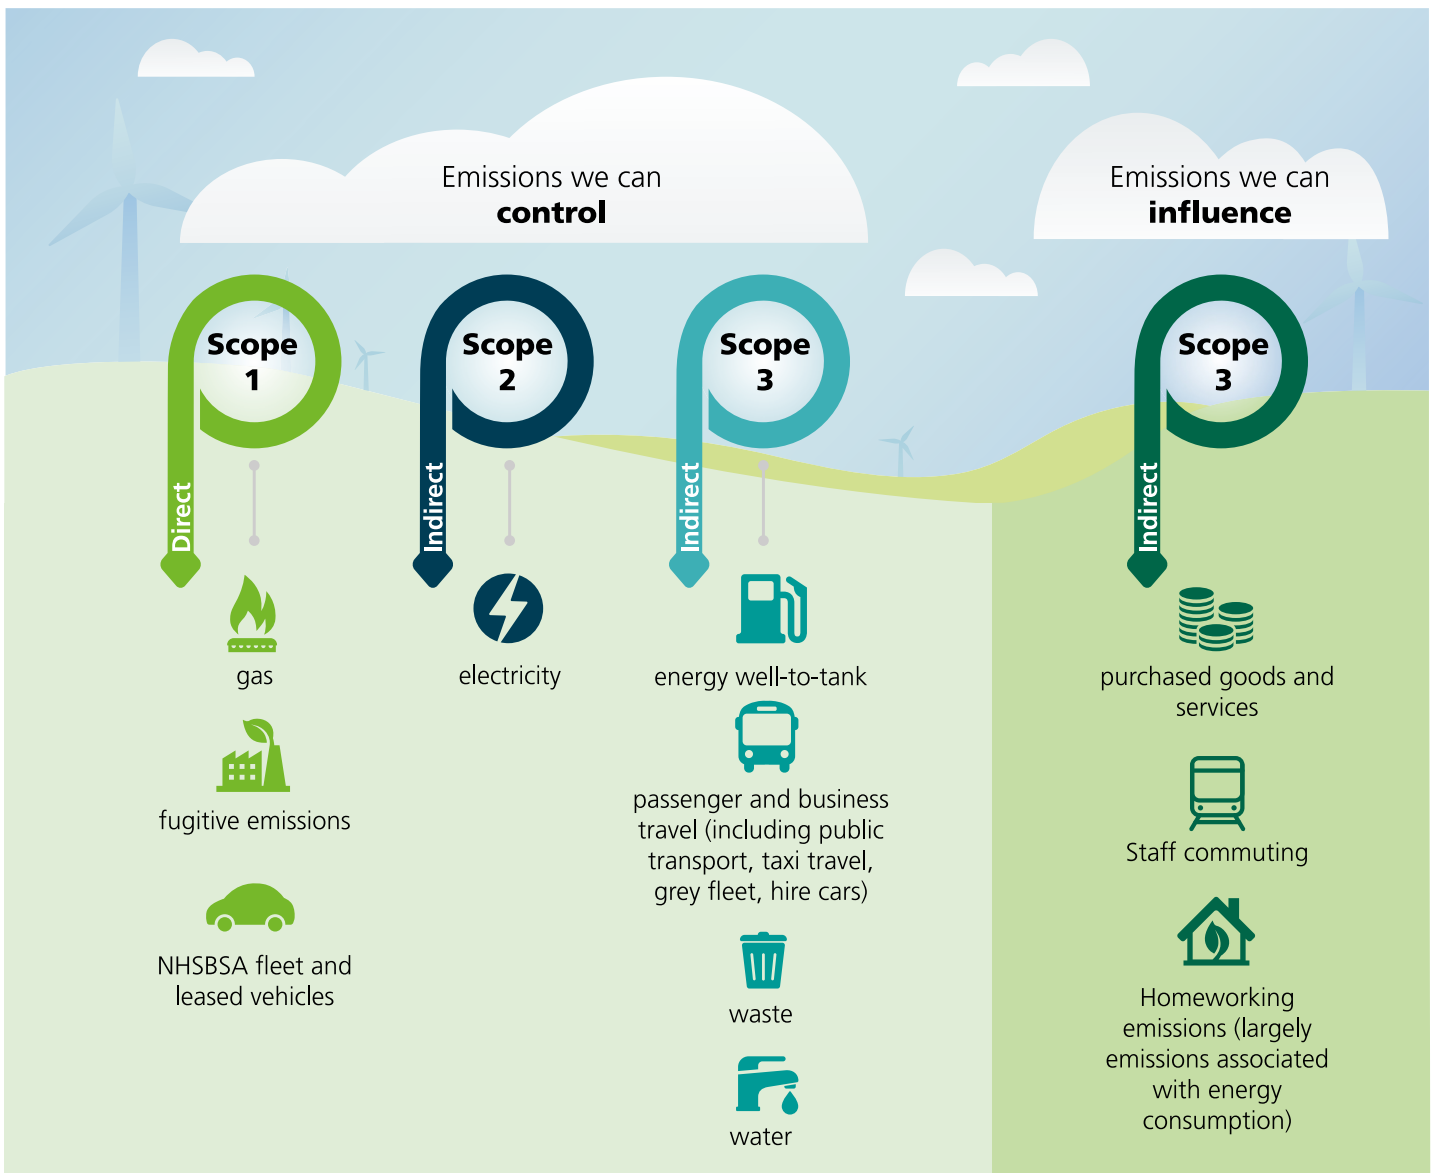 Emissions we can
control
Emissions we can
influence
Scope
1
Direct
gas
fugitive emissions
NHSBSA fleet and
leased vehicles
Scope
2
Indirect
electricity
Scope
3
Indirect
energy well-to-tank
passenger and business
travel (including public
transport, taxi travel,
grey fleet, hire cars)
waste
water
Scope
3
Indirect
purchased goods and
services
Staff commuting
Homeworking
emissions (largely
emissions associated
with energy
consumption)